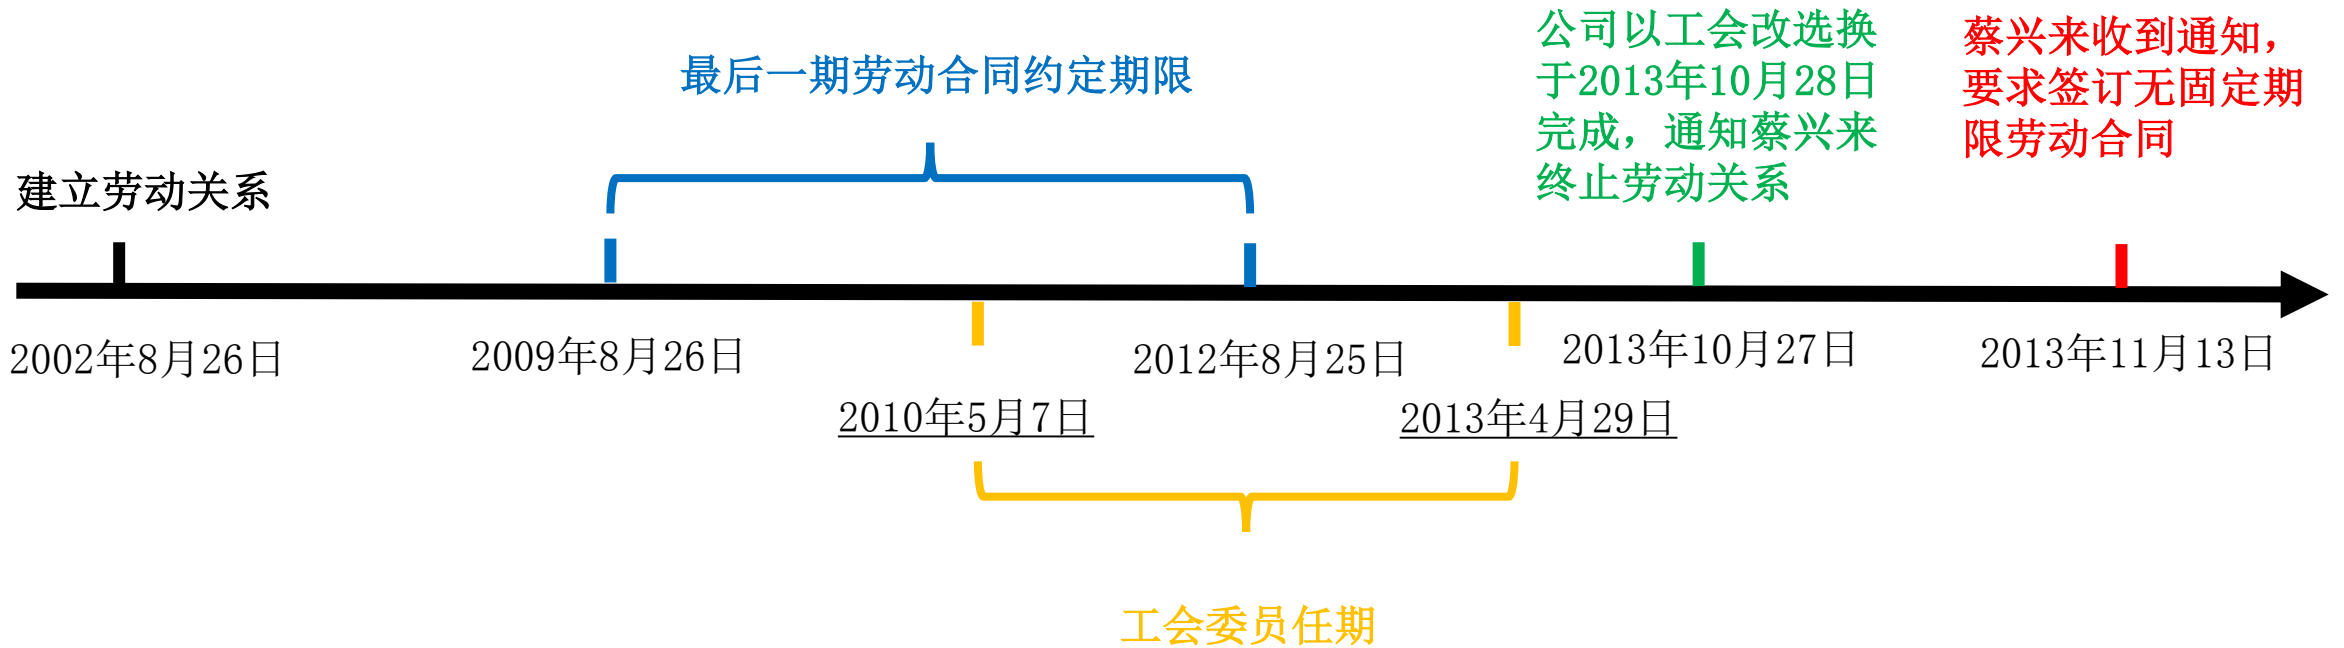 公司以工会改选换
于2013年10月28日
完成，通知蔡兴来
终止劳动关系
蔡兴来收到通知，
要求签订无固定期
限劳动合同
最后一期劳动合同约定期限
建立劳动关系
2002年8月26日
2009年8月26日
2012年8月25日
2013年10月27日
2013年11月13日
2010年5月7日
2013年4月29日
工会委员任期